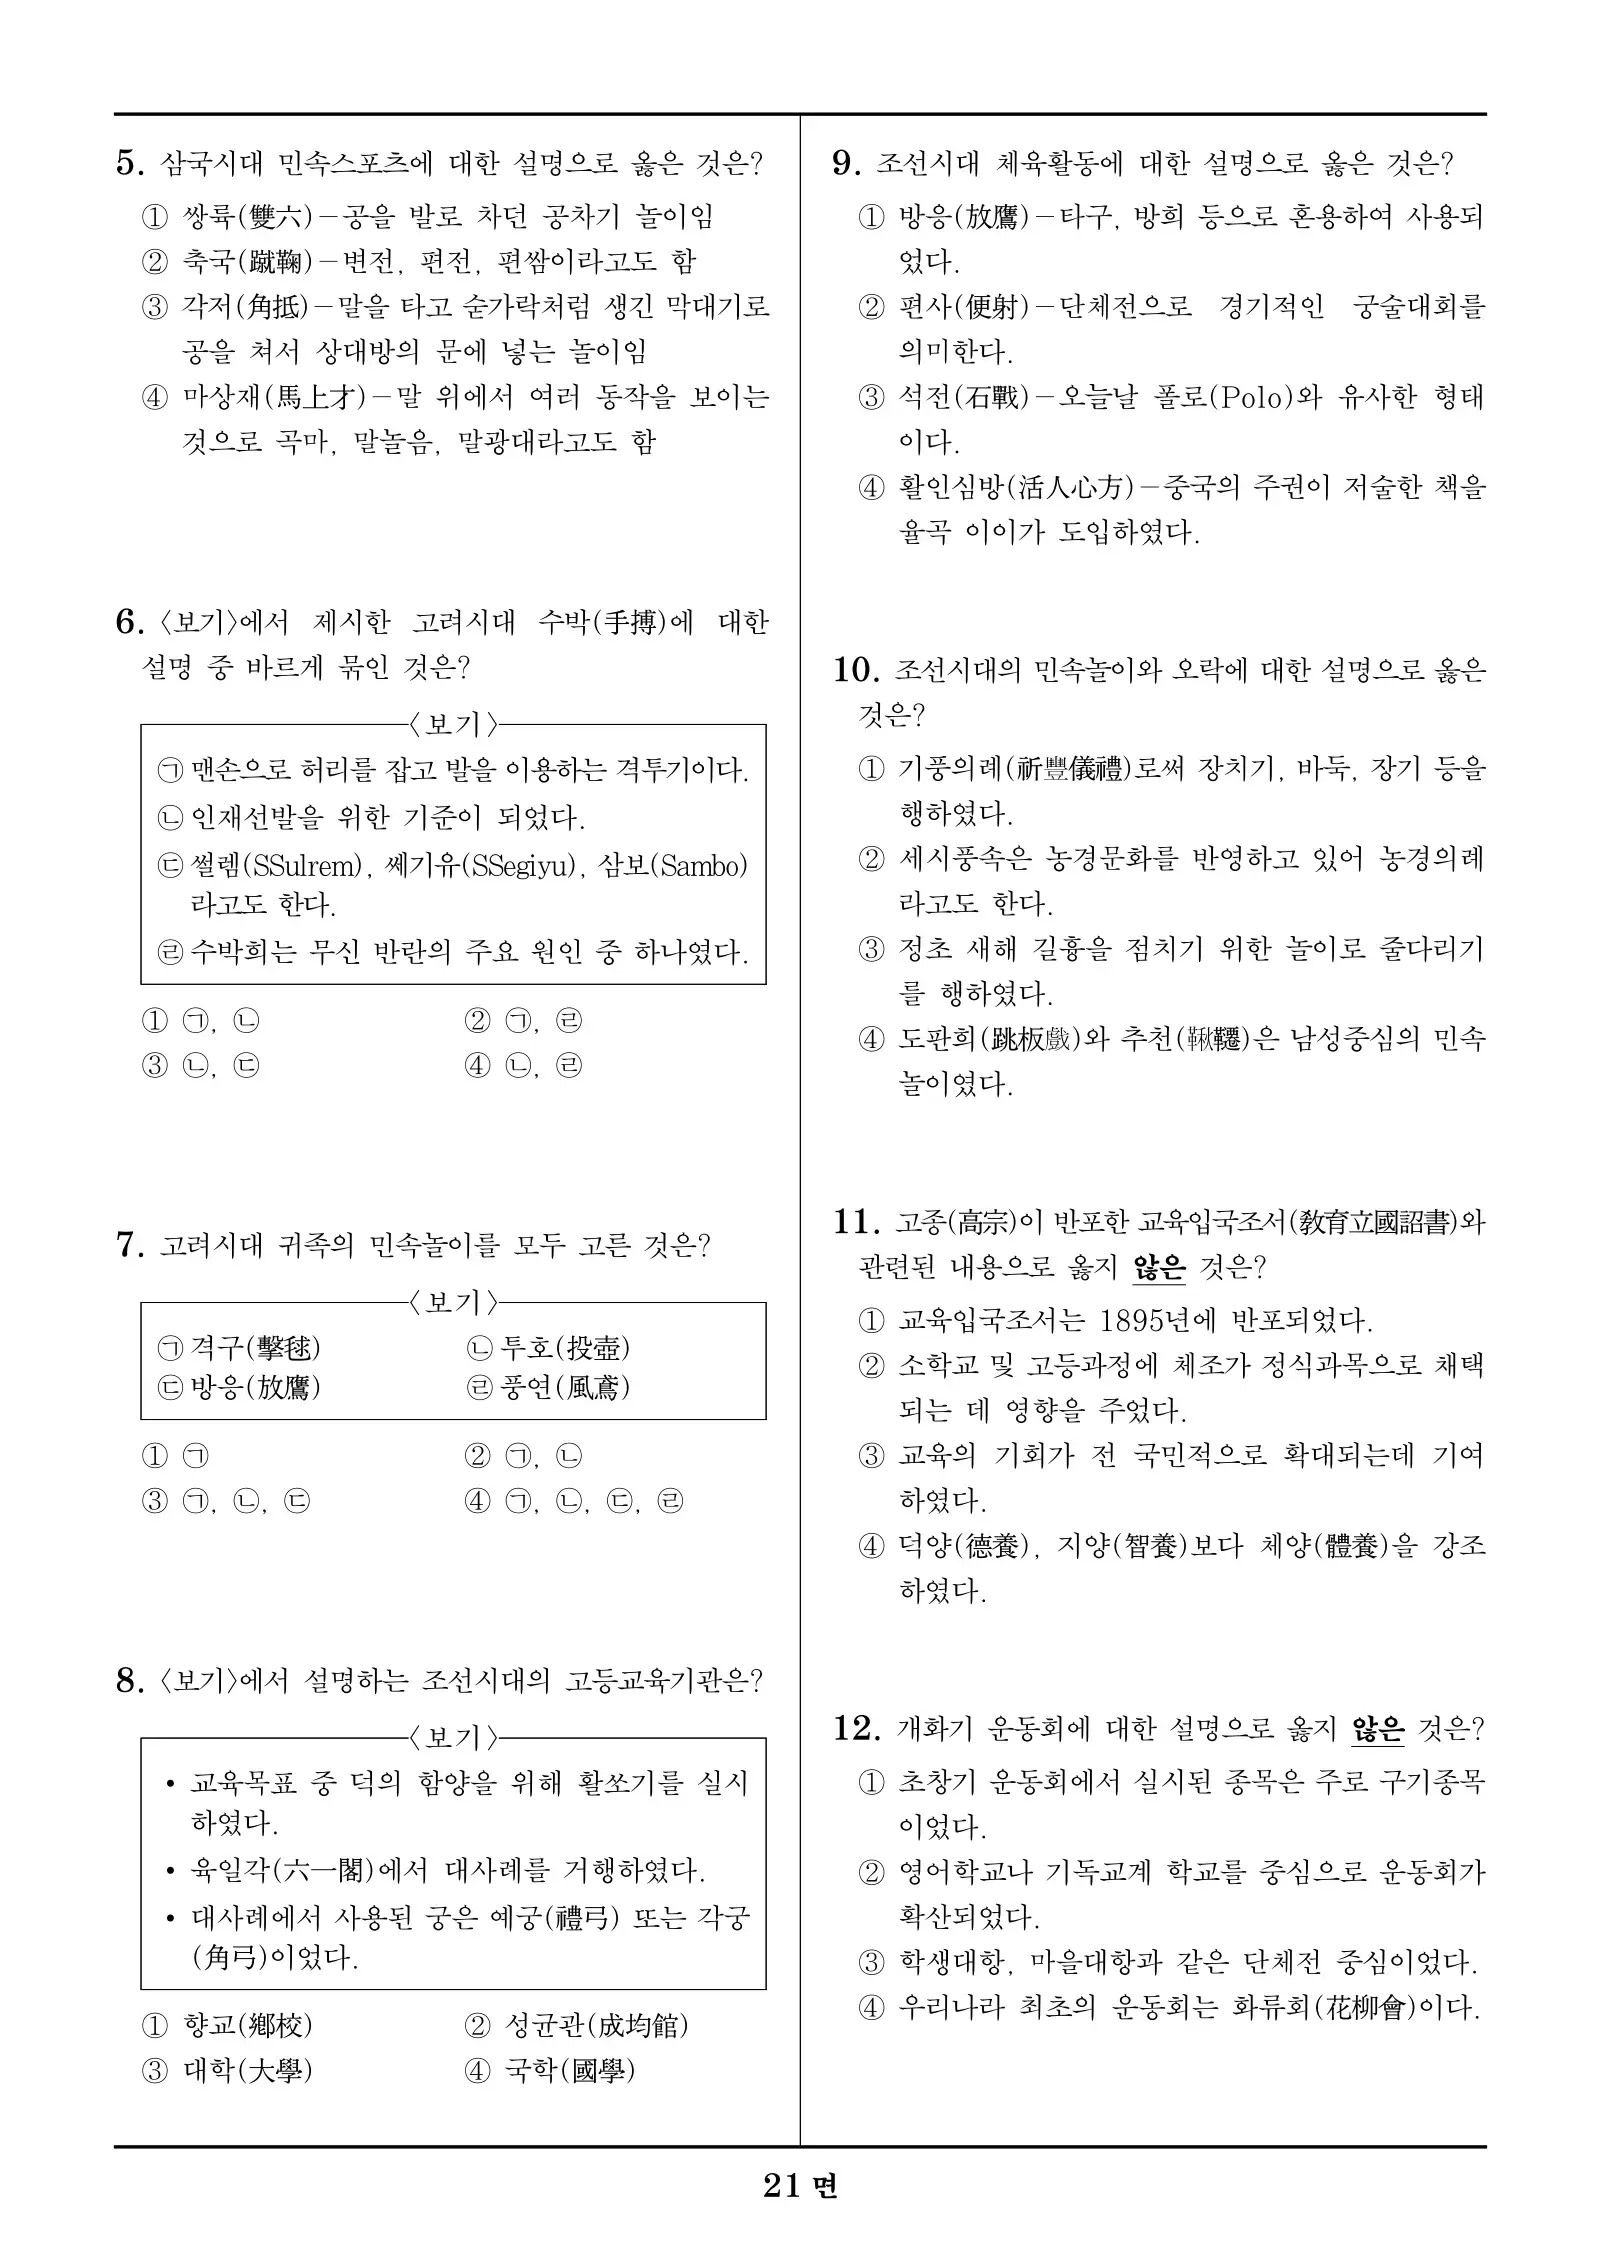 5. 삼국시대 민속스포츠에 대한 설명으로 옳은 것은?
① 쌍륙(雙六)－공을 발로 차던 공차기 놀이임
② 축국(蹴鞠)－변전, 편전, 편쌈이라고도 함
③ 각저(角抵)－말을 타고 숟가락처럼 생긴 막대기로
공을 쳐서 상대방의 문에 넣는 놀이임
④ 마상재(馬上才)－말 위에서 여러 동작을 보이는
것으로 곡마, 말놀음, 말광대라고도 함
6. 〈보기〉에서 제시한 고려시대 수박(手搏)에 대한
설명 중 바르게 묶인 것은?
〈보기〉
㉠ 맨손으로 허리를 잡고 발을 이용하는 격투기이다.
㉡ 인재선발을 위한 기준이 되었다.
㉢ 썰렘(SSulrem), 쎄기유(SSegiyu), 삼보(Sambo)
라고도 한다.
㉣ 수박희는 무신 반란의 주요 원인 중 하나였다.
① ㉠, ㉡ ② ㉠, ㉣
③ ㉡, ㉢ ④ ㉡, ㉣
7. 고려시대 귀족의 민속놀이를 모두 고른 것은?
〈보기〉
㉠ 격구(擊毬) ㉡ 투호(投壺)
㉢ 방응(放鷹) ㉣ 풍연(風鳶)
① ㉠ ② ㉠, ㉡
③ ㉠, ㉡, ㉢ ④ ㉠, ㉡, ㉢, ㉣
8. 〈보기〉에서 설명하는 조선시대의 고등교육기관은?
〈보기〉
• 교육목표 중 덕의 함양을 위해 활쏘기를 실시
하였다.
• 육일각(六一閣)에서 대사례를 거행하였다.
• 대사례에서 사용된 궁은 예궁(禮弓) 또는 각궁
(角弓)이었다.
① 향교(鄕校) ② 성균관(成均館)
③ 대학(大學) ④ 국학(國學)
9. 조선시대 체육활동에 대한 설명으로 옳은 것은?
① 방응(放鷹)－타구, 방희 등으로 혼용하여 사용되
었다.
② 편사(便射)－단체전으로 경기적인 궁술대회를
의미한다.
③ 석전(石戰)－오늘날 폴로(Polo)와 유사한 형태
이다.
④ 활인심방(活人心方)－중국의 주권이 저술한 책을
율곡 이이가 도입하였다.
10. 조선시대의 민속놀이와 오락에 대한 설명으로 옳은
것은?
① 기풍의례(祈豐儀禮)로써 장치기, 바둑, 장기 등을
행하였다.
② 세시풍속은 농경문화를 반영하고 있어 농경의례
라고도 한다.
③ 정초 새해 길흉을 점치기 위한 놀이로 줄다리기
를 행하였다.
④ 도판희(跳板戲)와 추천(鞦韆)은 남성중심의 민속
놀이였다.
11. 고종(高宗)이 반포한 교육입국조서(敎育立國詔書)와
관련된 내용으로 옳지 않은 것은?
① 교육입국조서는 1895년에 반포되었다.
② 소학교 및 고등과정에 체조가 정식과목으로 채택
되는 데 영향을 주었다.
③ 교육의 기회가 전 국민적으로 확대되는데 기여
하였다.
④ 덕양(德養), 지양(智養)보다 체양(體養)을 강조
하였다.
12. 개화기 운동회에 대한 설명으로 옳지 않은 것은?
① 초창기 운동회에서 실시된 종목은 주로 구기종목
이었다.
② 영어학교나 기독교계 학교를 중심으로 운동회가
확산되었다.
③ 학생대항, 마을대항과 같은 단체전 중심이었다.
④ 우리나라 최초의 운동회는 화류회(花柳會)이다.
21 면